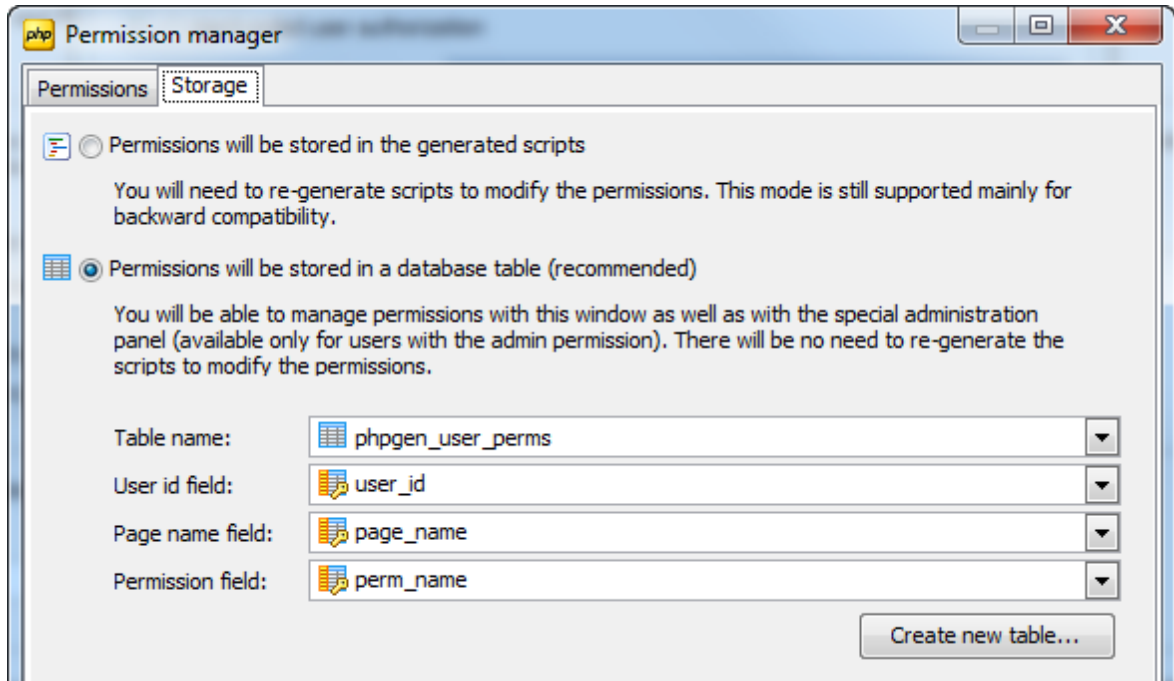 php Permission manager
Permissions Storage
Permissions will be stored in the generated scripts
You will need to re-generate scripts to modify the permissions. This mode is still supported mainly for
backward compatibility.
Permissions will be stored in a database table (recommended)
You will be able to manage permissions with this window as well as with the special administration
panel (available only for users with the admin permission). There will be no need to re-generate the
scripts to modify the permissions.
Table name: phpgen_user_perms
User id field: user_id
Page name field: page_name
Permission field: perm_name
Create new table...